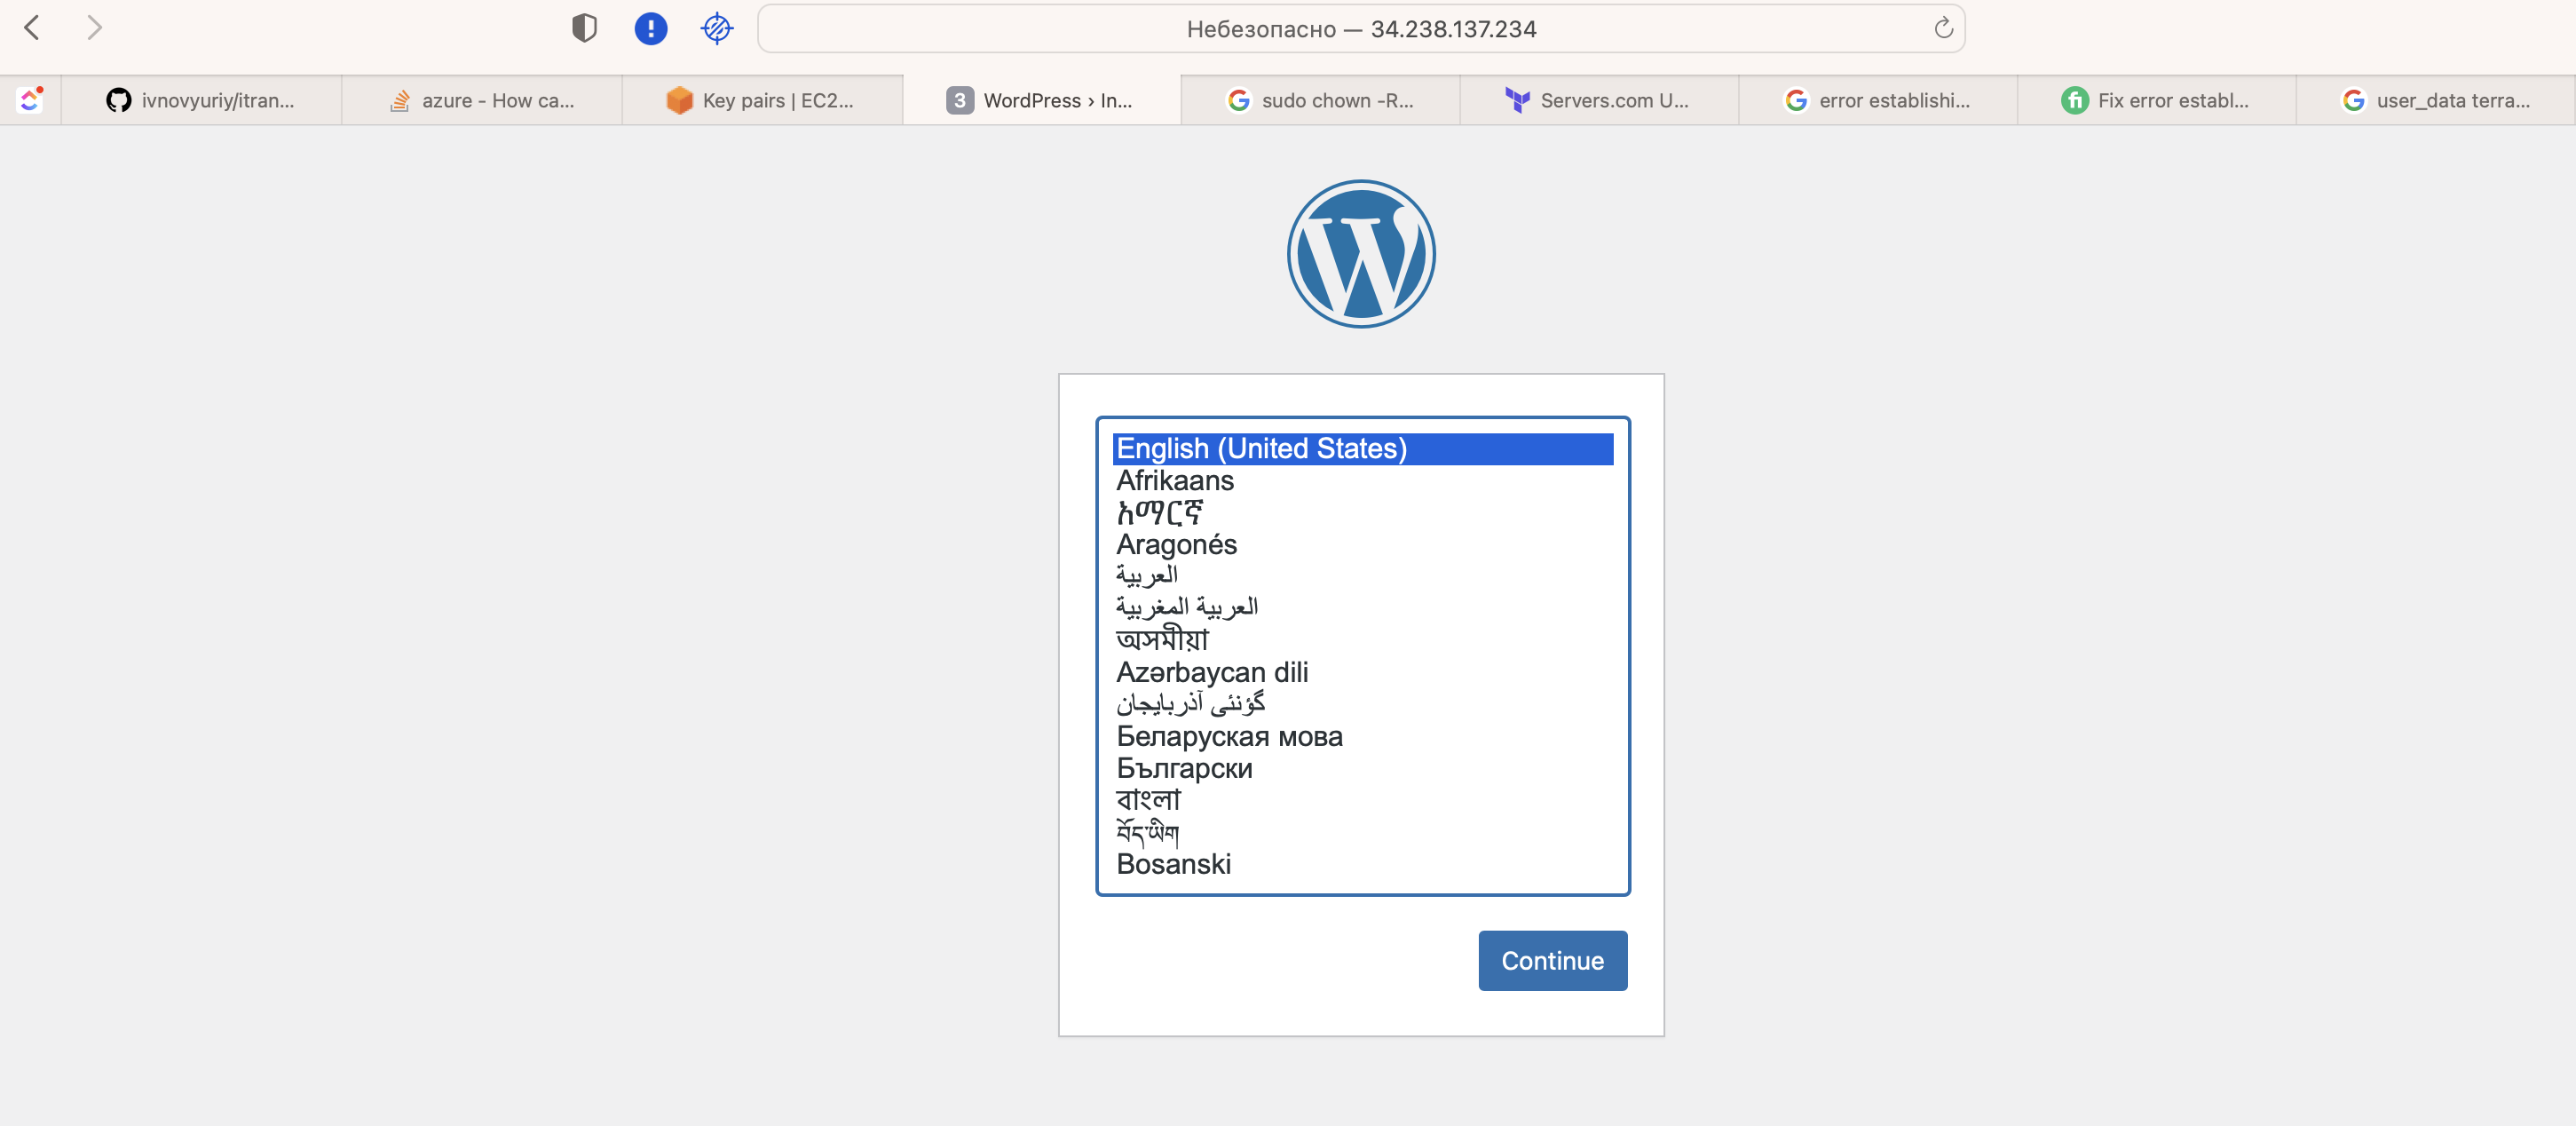 Небезопасно — 34.238.137.234
ivnovyuriy/itran...
azure - How ca...
Key pairs | EC2...
3 WordPress › In...
sudo chown -R...
Servers.com U...
error establishi...
Fix error establ...
user_data terra...
English (United States)
Afrikaans
አማርኛ
Aragonés
العربية
العربية المغربية
অসমীয়া
Azərbaycan dili
گؤنئی آذربایجان
Беларуская мова
Български
বাংলা
བོད་ཡིག
Bosanski
Continue